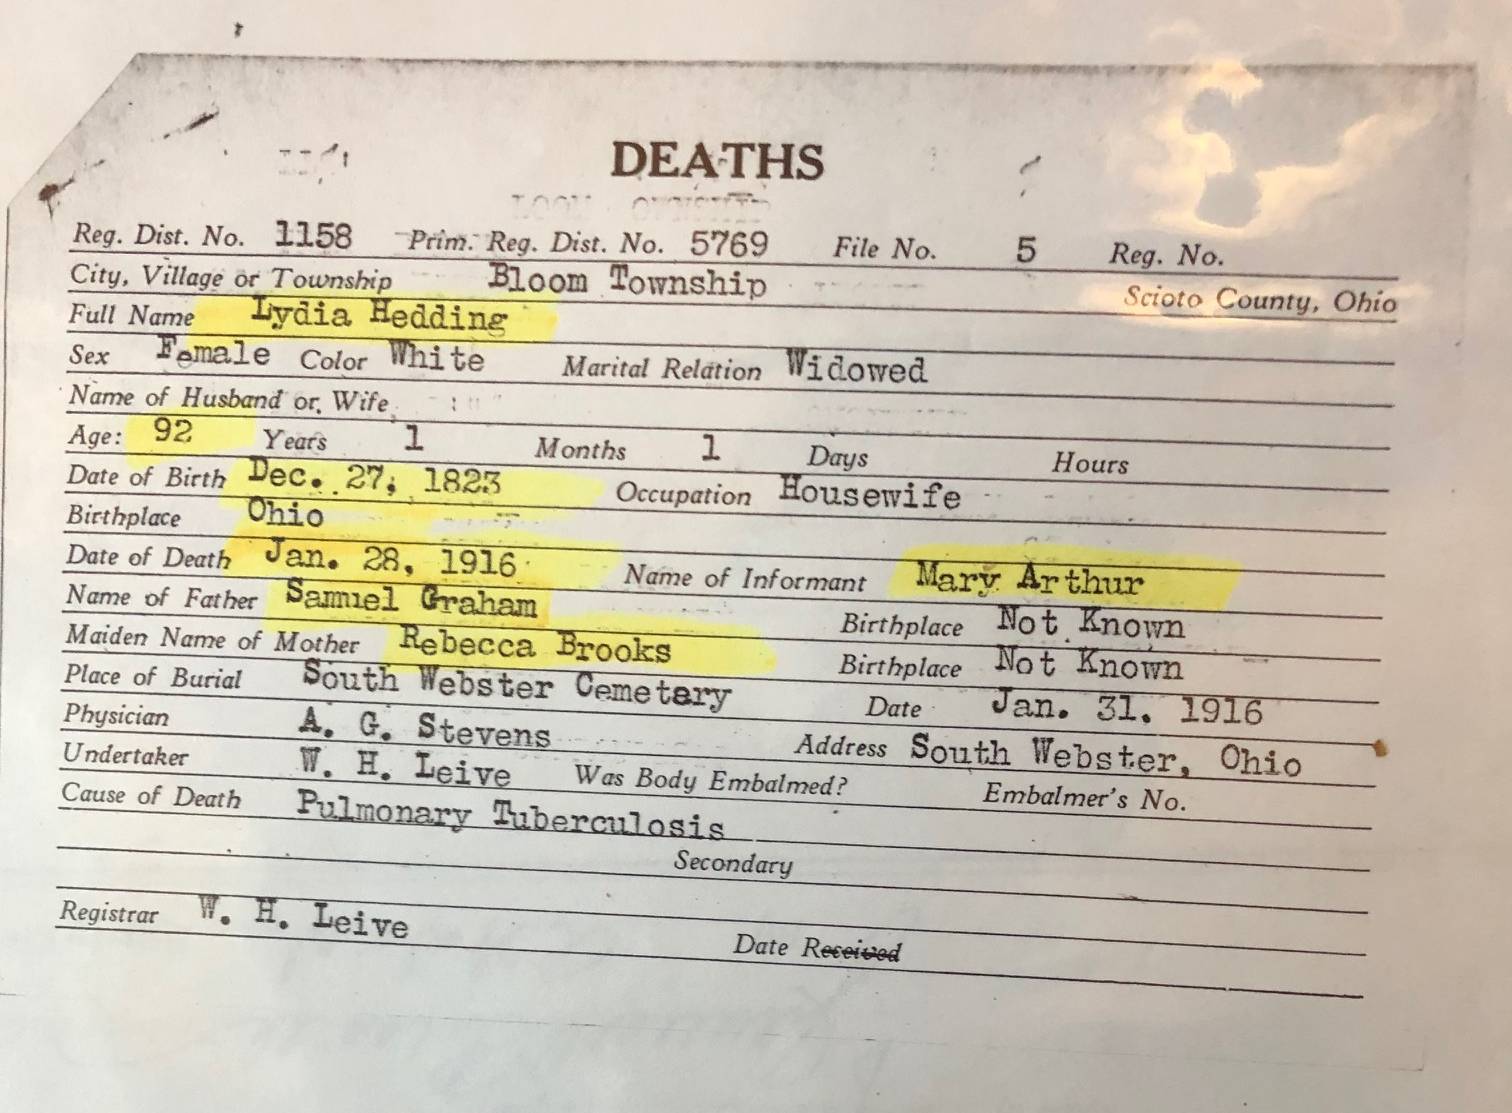 DEATHS
Reg. Dist. No. 1158 Prim. Reg. Dist. No. 5769 File No. 5 Reg. No.
City, Village or Township Bloom Township Scioto County, Ohio
Full Name Lydia Hedding
Sex Female Color White Marital Relation Widowed
Name of Husband or Wife
Age: 92 Years 1 Months 1 Days Hours
Date of Birth Dec. 27, 1823 Occupation Housewife
Birthplace Ohio
Date of Death Jan. 28, 1916 Name of Informant Mary Arthur
Name of Father Samuel Graham Birthplace Not Known
Maiden Name of Mother Rebecca Brooks Birthplace Not Known
Place of Burial South Webster Cemetary Date Jan. 31. 1916
Physician A. G. Stevens Address South Webster, Ohio
Undertaker W. H. Leive Was Body Embalmed? Embalmer's No.
Cause of Death Pulmonary Tuberculosis
Secondary
Registrar W. H. Leive Date Received